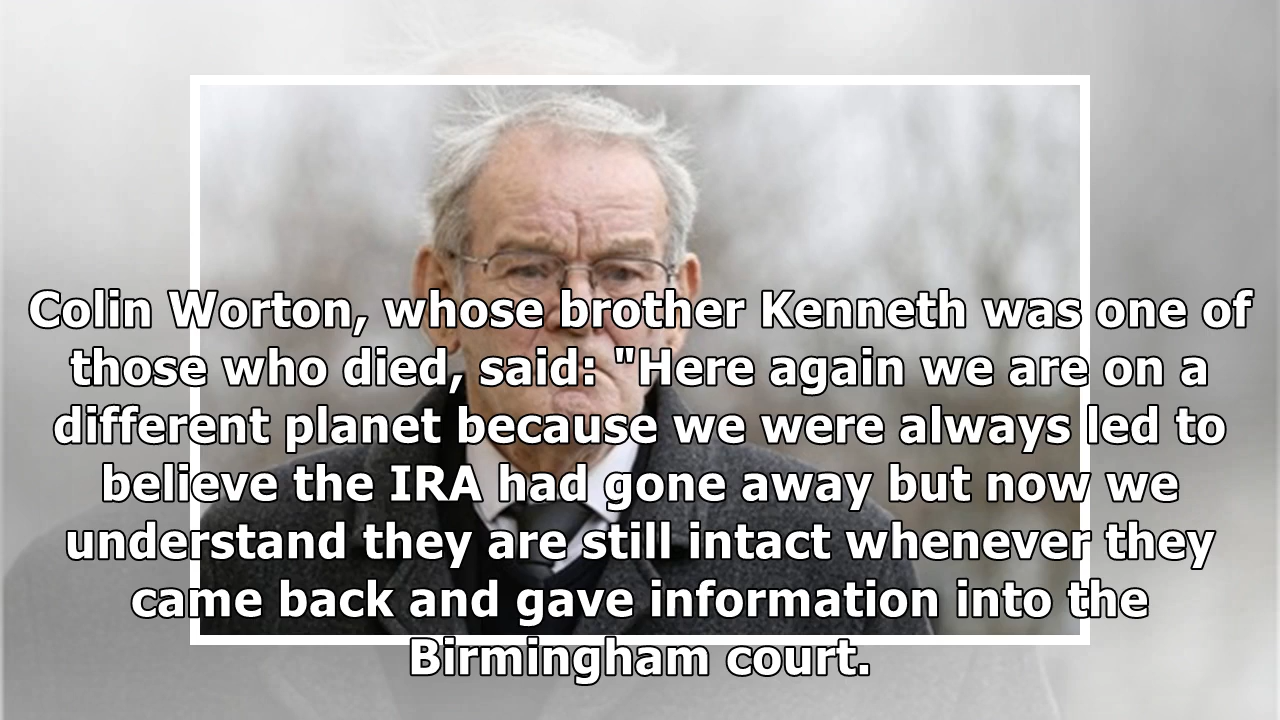 Colin Worton, whose brother Kenneth was one of
those who died, said: "Here again we are on a
different planet because we were always led to
believe the IRA had gone away but now we
understand they are still intact whenever they
came back and gave information into the
Birmingham court.